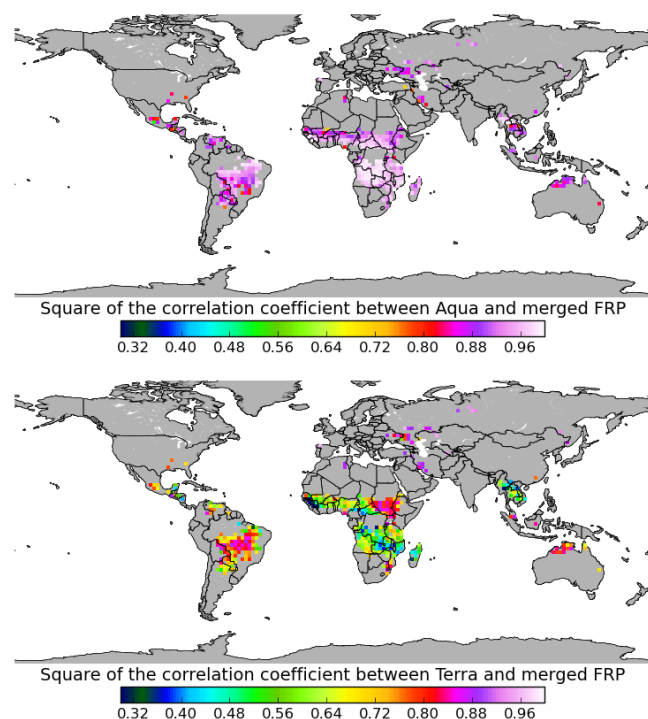 Square of the correlation coefficient between Aqua and merged FRP
0.32 0.40 0.48 0.56 0.64 0.72 0.80 0.88 0.96
Square of the correlation coefficient between Terra and merged FRP
0.32 0.40 0.48 0.56 0.64 0.72 0.80 0.88 0.96